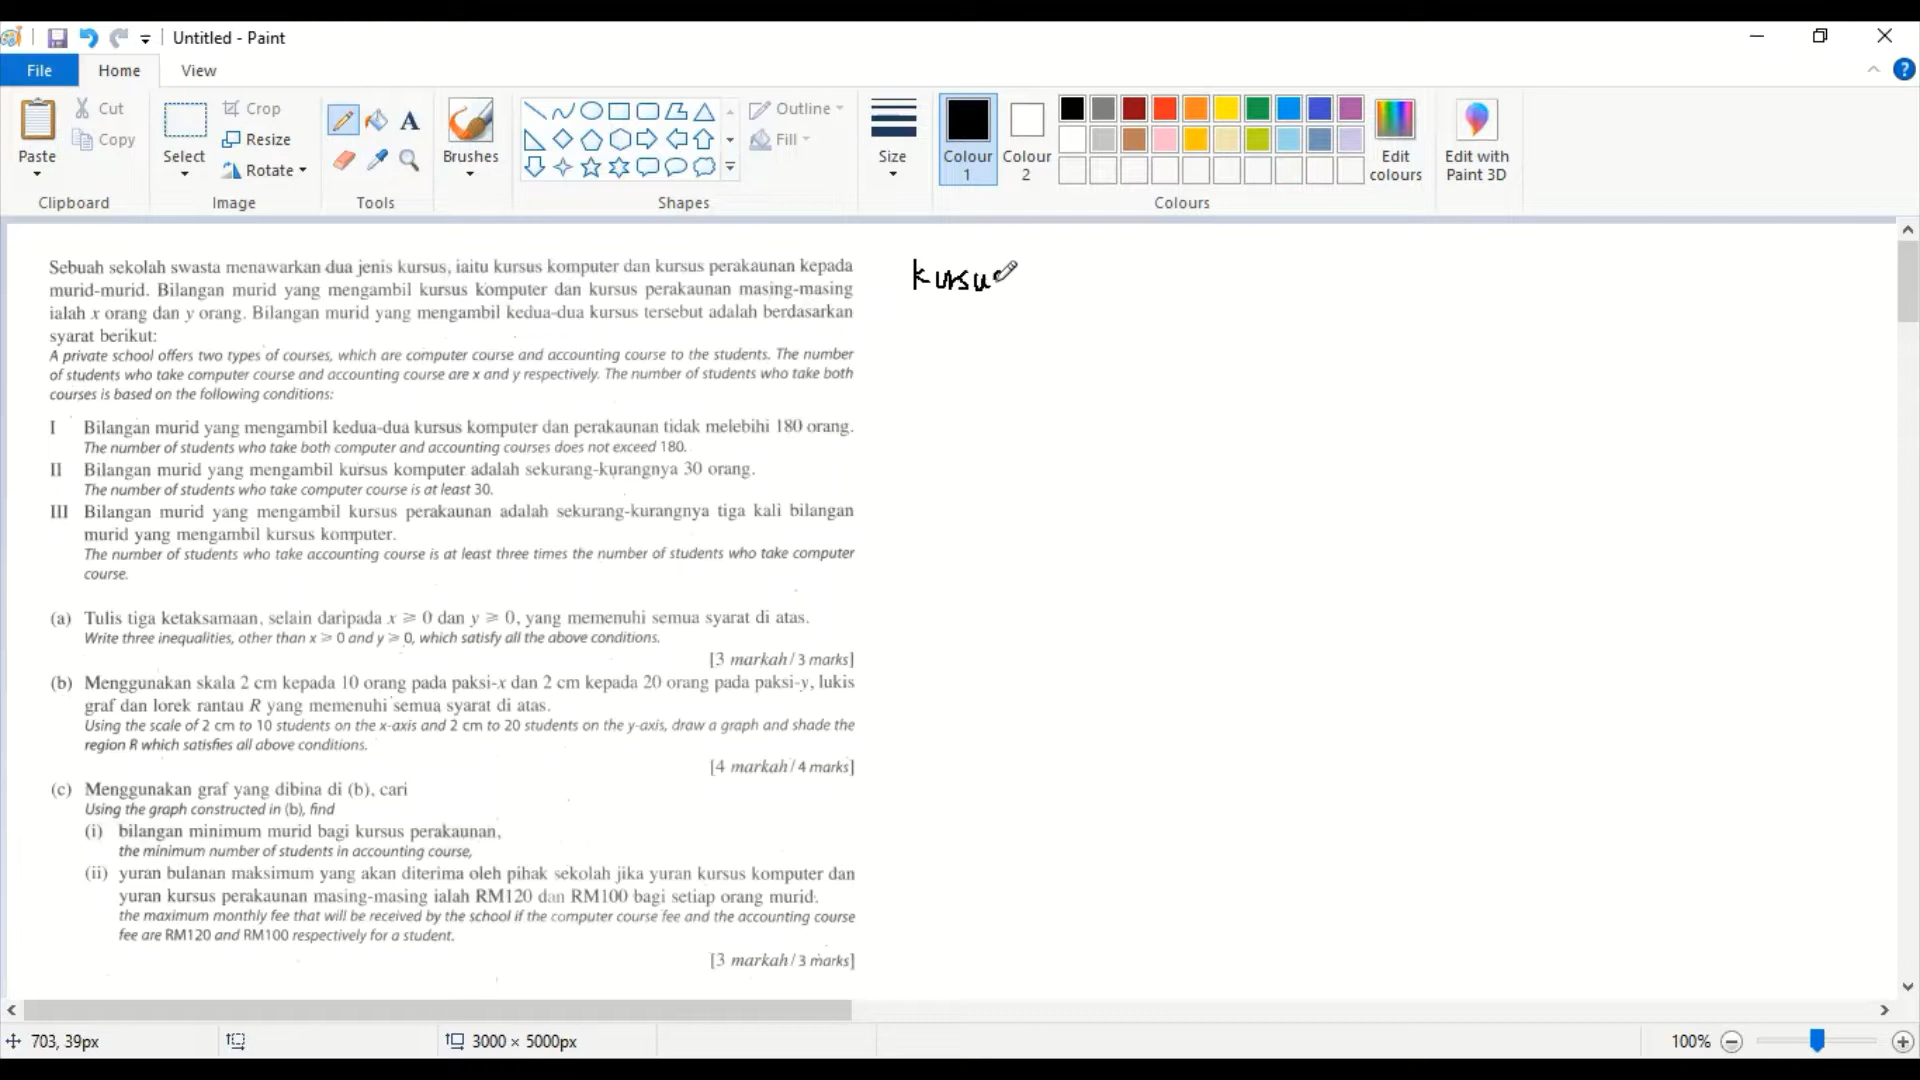 Untitled - Paint
File Home View
Paste
Cut
Copy
Clipboard
Select
Crop
Resize
Rotate
Image
Tools
Brushes
Shapes
Outline
Fill
Size
Colour 1
Colour 2
Edit colours
Edit with Paint 3D
Colours
Sebuah sekolah swasta menawarkan dua jenis kursus, iaitu kursus komputer dan kursus perakaunan kepada
murid-murid. Bilangan murid yang mengambil kursus komputer dan kursus perakaunan masing-masing
ialah x orang dan y orang. Bilangan murid yang mengambil kedua-dua kursus tersebut adalah berdasarkan
syarat berikut:
A private school offers two types of courses, which are computer course and accounting course to the students. The number
of students who take computer course and accounting course are x and y respectively. The number of students who take both
courses is based on the following conditions:
I Bilangan murid yang mengambil kedua-dua kursus komputer dan perakaunan tidak melebihi 180 orang.
The number of students who take both computer and accounting courses does not exceed 180.
II Bilangan murid yang mengambil kursus komputer adalah sekurang-kurangnya 30 orang.
The number of students who take computer course is at least 30.
III Bilangan murid yang mengambil kursus perakaunan adalah sekurang-kurangnya tiga kali bilangan
murid yang mengambil kursus komputer.
The number of students who take accounting course is at least three times the number of students who take computer
course.
(a) Tulis tiga ketaksamaan, selain daripada x ⩾ 0 dan y ⩾ 0, yang memenuhi semua syarat di atas.
Write three inequalities, other than x ⩾ 0 and y ⩾ 0, which satisfy all the above conditions.
[3 markah / 3 marks]
(b) Menggunakan skala 2 cm kepada 10 orang pada paksi-x dan 2 cm kepada 20 orang pada paksi-y, lukis
graf dan lorek rantau R yang memenuhi semua syarat di atas.
Using the scale of 2 cm to 10 students on the x-axis and 2 cm to 20 students on the y-axis, draw a graph and shade the
region R which satisfies all above conditions.
[4 markah / 4 marks]
(c) Menggunakan graf yang dibina di (b), cari
Using the graph constructed in (b), find
(i) bilangan minimum murid bagi kursus perakaunan,
the minimum number of students in accounting course,
(ii) yuran bulanan maksimum yang akan diterima oleh pihak sekolah jika yuran kursus komputer dan
yuran kursus perakaunan masing-masing ialah RM120 dan RM100 bagi setiap orang murid.
the maximum monthly fee that will be received by the school if the computer course fee and the accounting course
fee are RM120 and RM100 respectively for a student.
[3 markah / 3 marks]
kursu
703, 39px
3000 × 5000px
100%